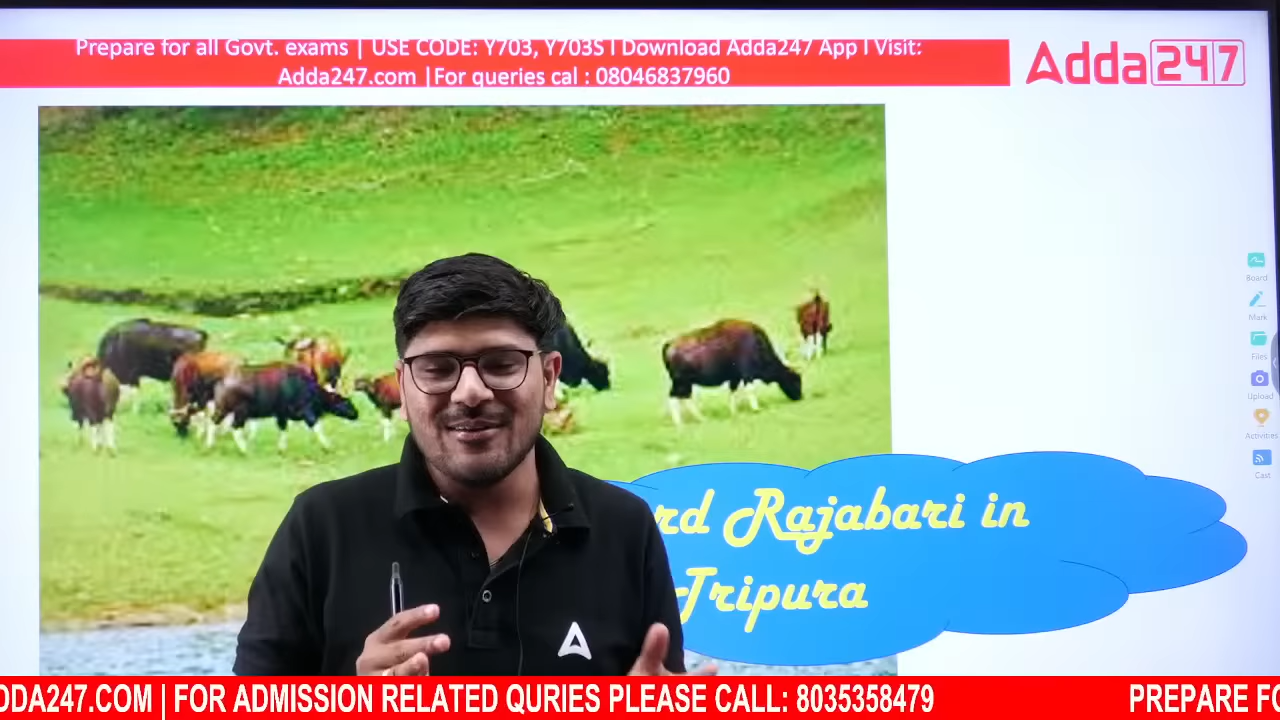 Prepare for all Govt. exams | USE CODE: Y703, Y703S l Download Adda247 App l Visit:
Adda247.com |For queries cal : 08046837960
Adda247
Board
Mark
Files
Upload
Activities
Cast
Rajabari in
Tripura
DDA247.COM | FOR ADMISSION RELATED QURIES PLEASE CALL: 8035358479
PREPARE FO